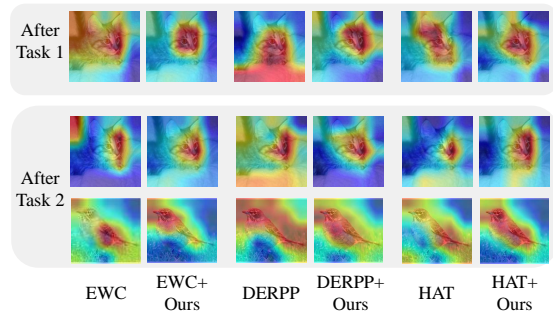 After
Task 1
After
Task 2
EWC
EWC+
Ours
DERPP
DERPP+
Ours
HAT
HAT+
Ours